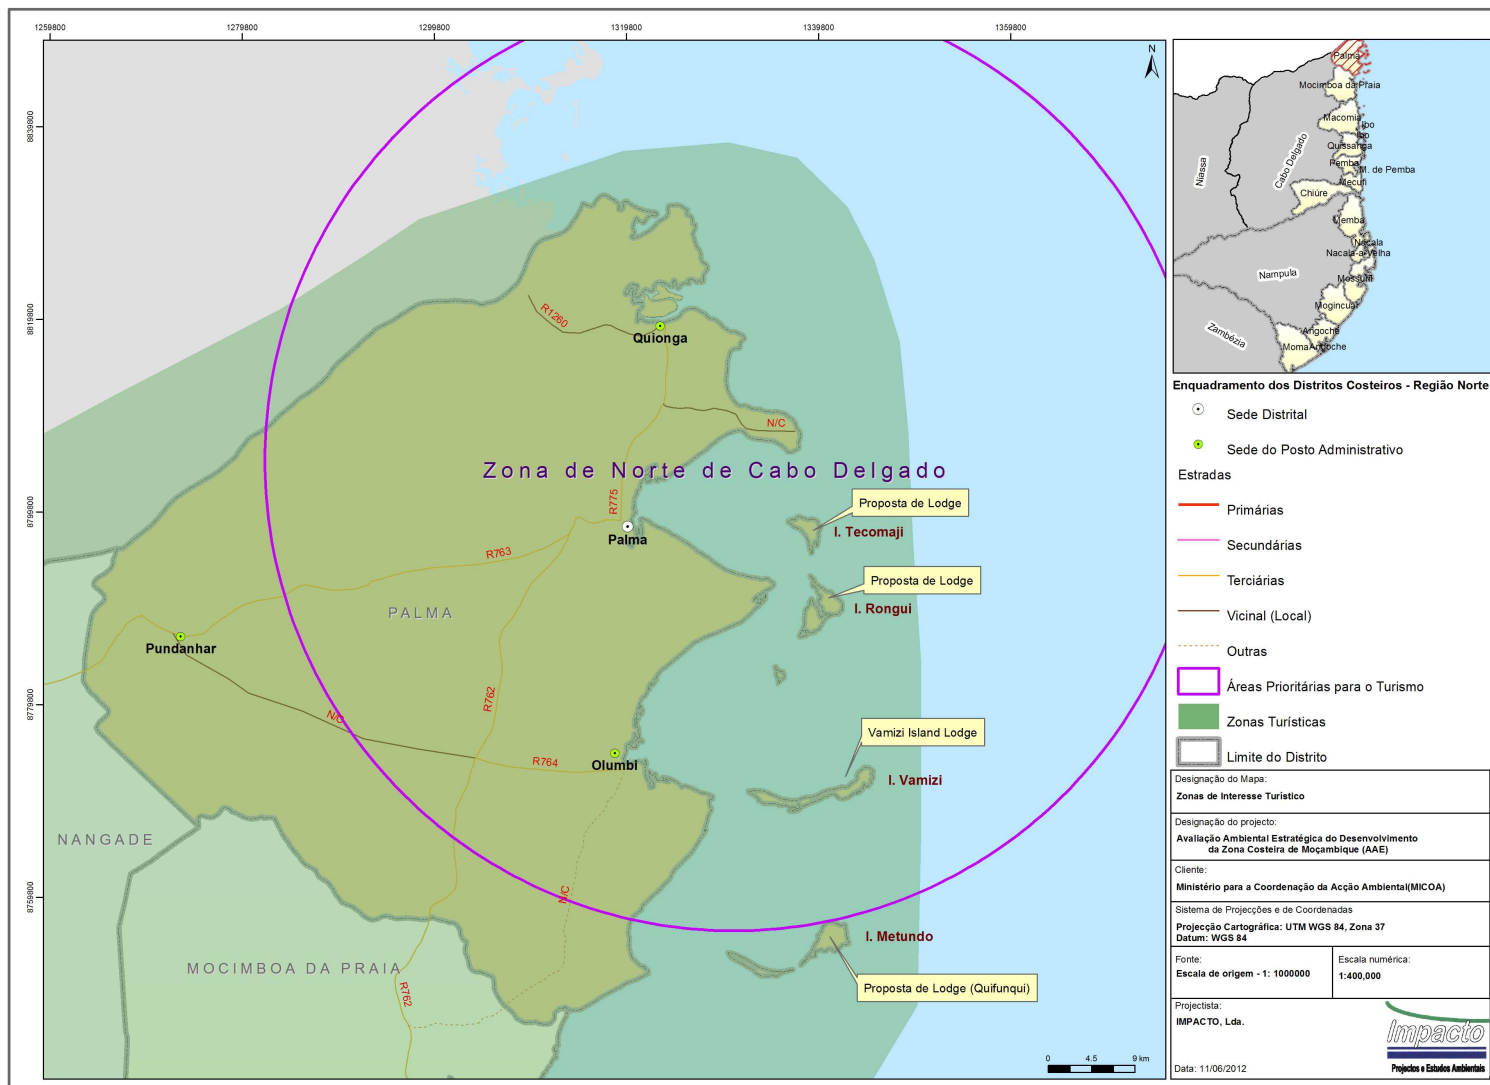 1259800
1279800
1299800
1319800
1339800
1359800
8839800
8819800
8799800
8779800
8759800
N
R1260
Quionga
N/C
Zona de Norte de Cabo Delgado
R775
Proposta de Lodge
I. Tecomaji
Palma
R763
Proposta de Lodge
I. Rongui
PALMA
Pundanhar
R762
N/C
Vamizi Island Lodge
R764
Olumbi
I. Vamizi
NANGADE
N/C
I. Metundo
MOCIMBOA DA PRAIA
R762
Proposta de Lodge (Quifunqui)
0 4.5 9 km
Palma
Mocimboa da Praia
Macomia
Ibo
Ibo
Quissanga
Pemba
M. de Pemba
Mecufi
Chiúre
Cabo Delgado
Niassa
Memba
Nacala
Nacala-a-Velha
Nampula
Mossuril
Mogincual
Angoche
Zambézia
Moma
Angoche
Enquadramento dos Distritos Costeiros - Região Norte
Sede Distrital
Sede do Posto Administrativo
Estradas
Primárias
Secundárias
Terciárias
Vicinal (Local)
Outras
Áreas Prioritárias para o Turismo
Zonas Turísticas
Limite do Distrito
Designação do Mapa:
Zonas de Interesse Turistico
Designação do projecto:
Avaliação Ambiental Estratégica do Desenvolvimento
da Zona Costeira de Moçambique (AAE)
Cliente:
Ministério para a Coordenação da Acção Ambiental(MICOA)
Sistema de Projecções e de Coordenadas
Projecção Cartográfica: UTM WGS 84, Zona 37
Datum: WGS 84
Fonte:
Escala de origem - 1: 1000000
Escala numérica:
1:400,000
Projectista:
IMPACTO, Lda.
Data: 11/06/2012
Impacto
Projectos e Estudos Ambientais